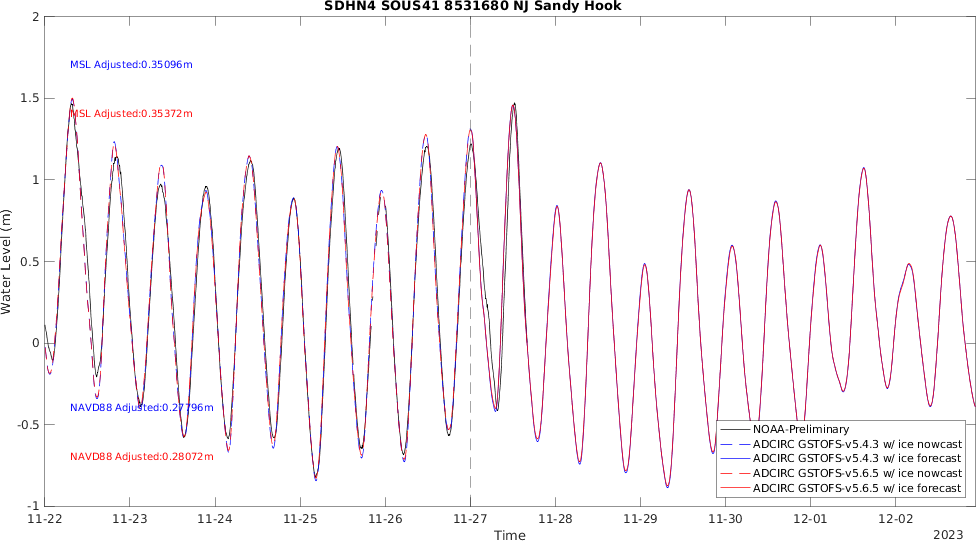 SDHN4 SOUS41 8531680 NJ Sandy Hook
2
1.5
1
0.5
0
-0.5
-1
Water Level (m)
MSL Adjusted:0.35096m
MSL Adjusted:0.35372m
NAVD88 Adjusted:0.27796m
NAVD88 Adjusted:0.28072m
NOAA-Preliminary
ADCIRC GSTOFS-v5.4.3 w/ ice nowcast
ADCIRC GSTOFS-v5.4.3 w/ ice forecast
ADCIRC GSTOFS-v5.6.5 w/ ice nowcast
ADCIRC GSTOFS-v5.6.5 w/ ice forecast
11-22 11-23 11-24 11-25 11-26 11-27 11-28 11-29 11-30 12-01 12-02
Time
2023